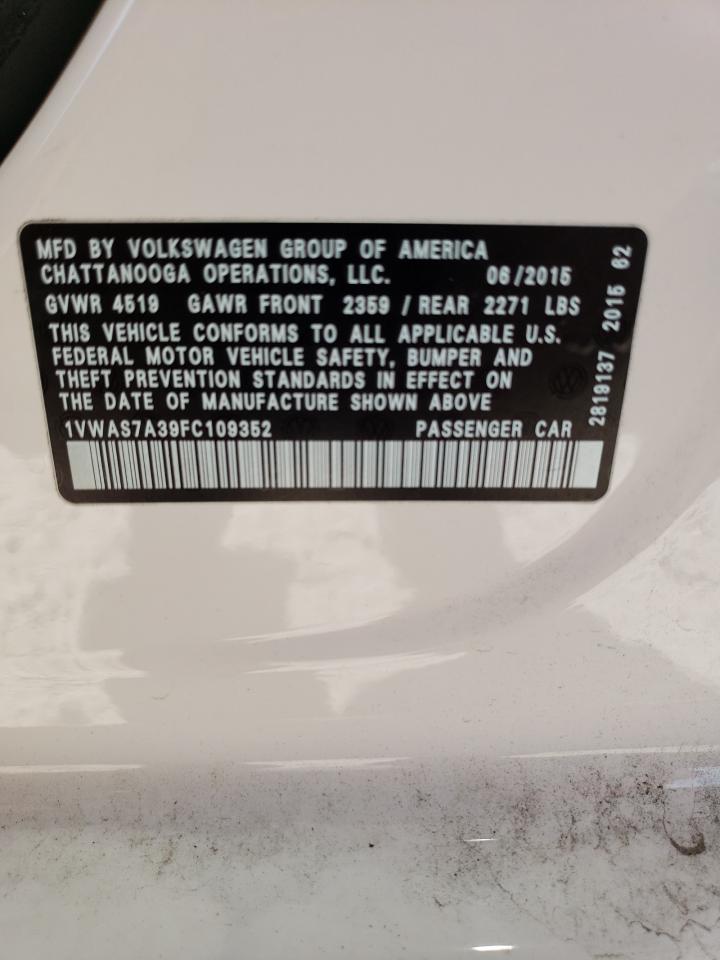 MFD BY VOLKSWAGEN GROUP OF AMERICA
CHATTANOOGA OPERATIONS, LLC. 06/2015
GVWR 4519 GAWR FRONT 2359 / REAR 2271 LBS
THIS VEHICLE CONFORMS TO ALL APPLICABLE U.S.
FEDERAL MOTOR VEHICLE SAFETY, BUMPER AND
THEFT PREVENTION STANDARDS IN EFFECT ON
THE DATE OF MANUFACTURE SHOWN ABOVE
1VWAS7A39FC109352 PASSENGER CAR
2819137 2015 62